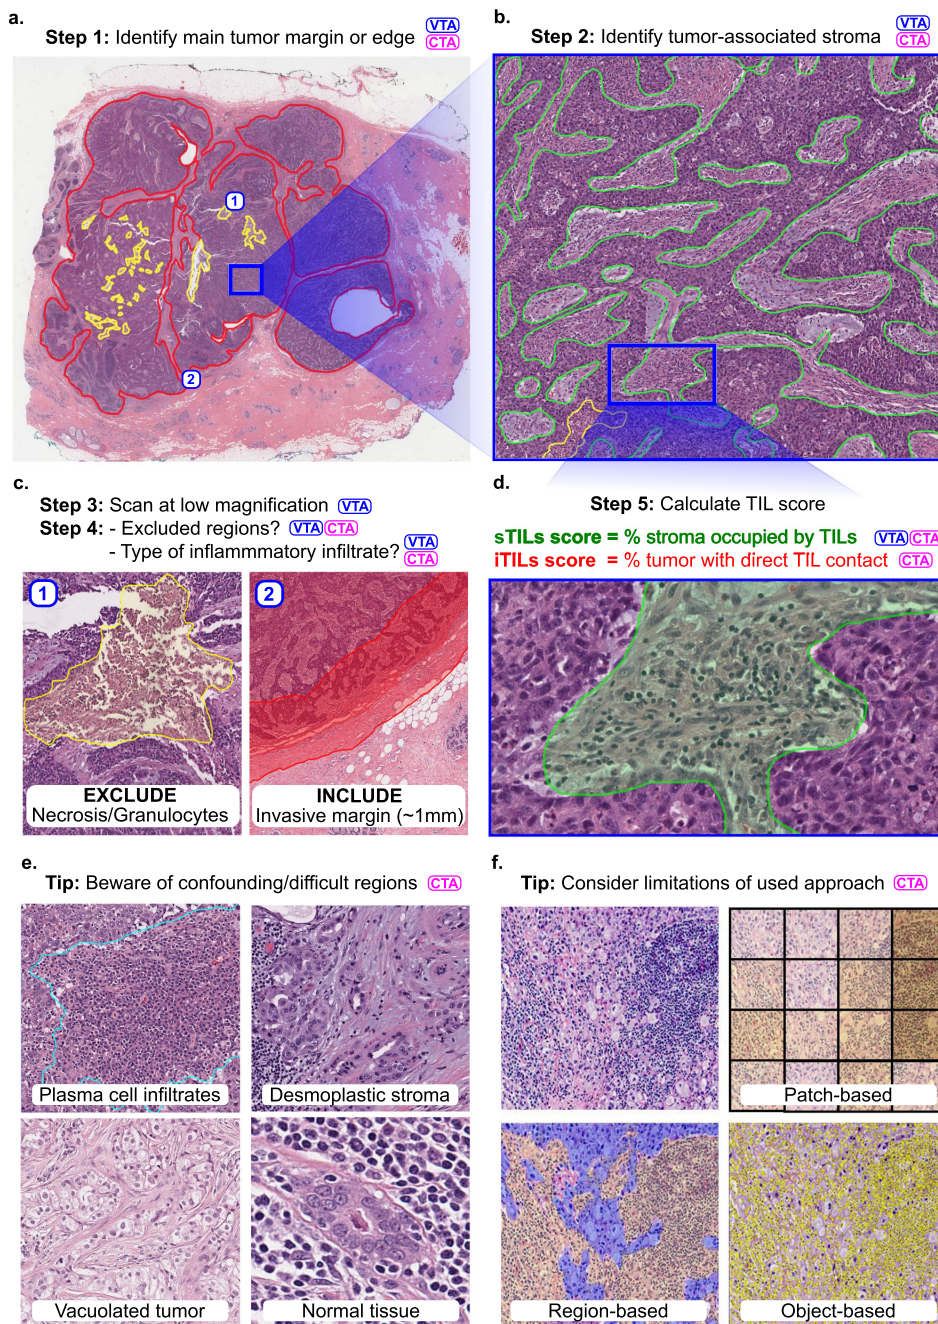 a.
Step 1: Identify main tumor margin or edge
VTA
CTA
1
2
b.
Step 2: Identify tumor-associated stroma
VTA
CTA
c.
Step 3: Scan at low magnification VTA
Step 4: - Excluded regions? VTA CTA
- Type of inflammmatory infiltrate? VTA
CTA
1
EXCLUDE
Necrosis/Granulocytes
2
INCLUDE
Invasive margin (~1mm)
d.
Step 5: Calculate TIL score
sTILs score = % stroma occupied by TILs VTA CTA
iTILs score = % tumor with direct TIL contact CTA
e.
Tip: Beware of confounding/difficult regions CTA
Plasma cell infiltrates
Desmoplastic stroma
Vacuolated tumor
Normal tissue
f.
Tip: Consider limitations of used approach CTA
Patch-based
Region-based
Object-based